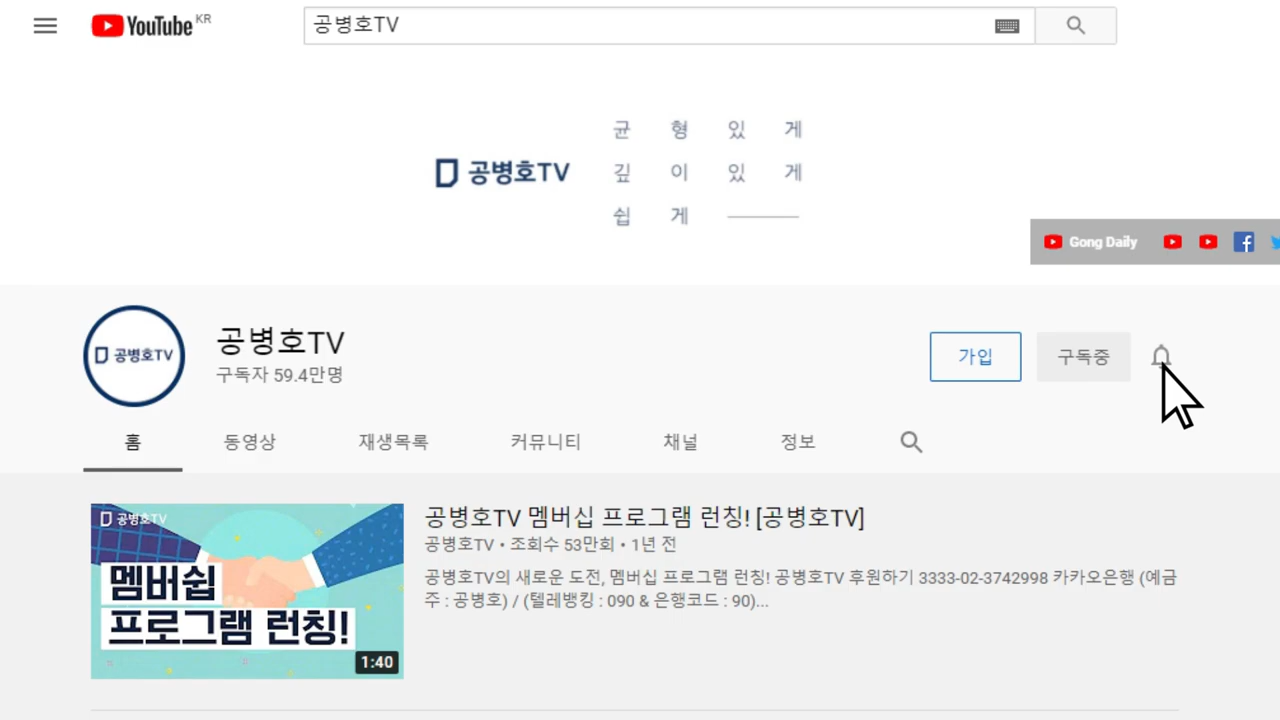 YouTube KR
공병호TV
공병호TV
균 형 있 게
깊 이 있 게
쉽 게
Gong Daily
공병호TV
공병호TV
구독자 59.4만명
가입
구독중
홈 동영상 재생목록 커뮤니티 채널 정보
공병호TV
멤버쉽
프로그램 런칭!
1:40
공병호TV 멤버십 프로그램 런칭! [공병호TV]
공병호TV • 조회수 53만회 • 1년 전
공병호TV의 새로운 도전, 멤버십 프로그램 런칭! 공병호TV 후원하기 3333-02-3742998 카카오은행 (예금
주 : 공병호) / (텔레뱅킹 : 090 & 은행코드 : 90)...